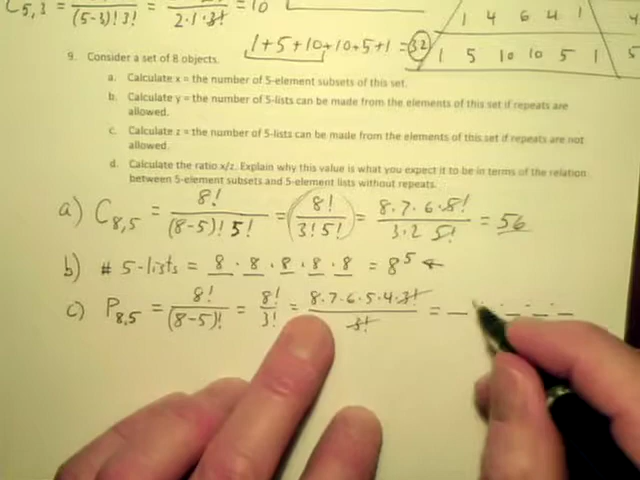 C5,3 = / (5-3)! 3! = / 2·1·3! = 10
1 4 6 4 1 4
1+5+10+10+5+1 = 32 1 5 10 10 5 1 5
9. Consider a set of 8 objects.
a. Calculate x = the number of 5-element subsets of this set.
b. Calculate y = the number of 5-lists can be made from the elements of this set if repeats are
allowed.
c. Calculate z = the number of 5-lists can be made from the elements of this set if repeats are not
allowed.
d. Calculate the ratio x/z. Explain why this value is what you expect it to be in terms of the relation
between 5-element subsets and 5-element lists without repeats.
a) C8,5 = 8! / (8-5)! 5! = 8! / 3! 5! = 8·7·6·8! / 3·2 5! = 56
b) # 5-lists = 8 · 8 · 8 · 8 · 8 = 8^5 ←
c) P8,5 = 8! / (8-5)! = 8! / 3! = 8·7·6·5·4·3! / 3! = _ · _ · _ · _ · _